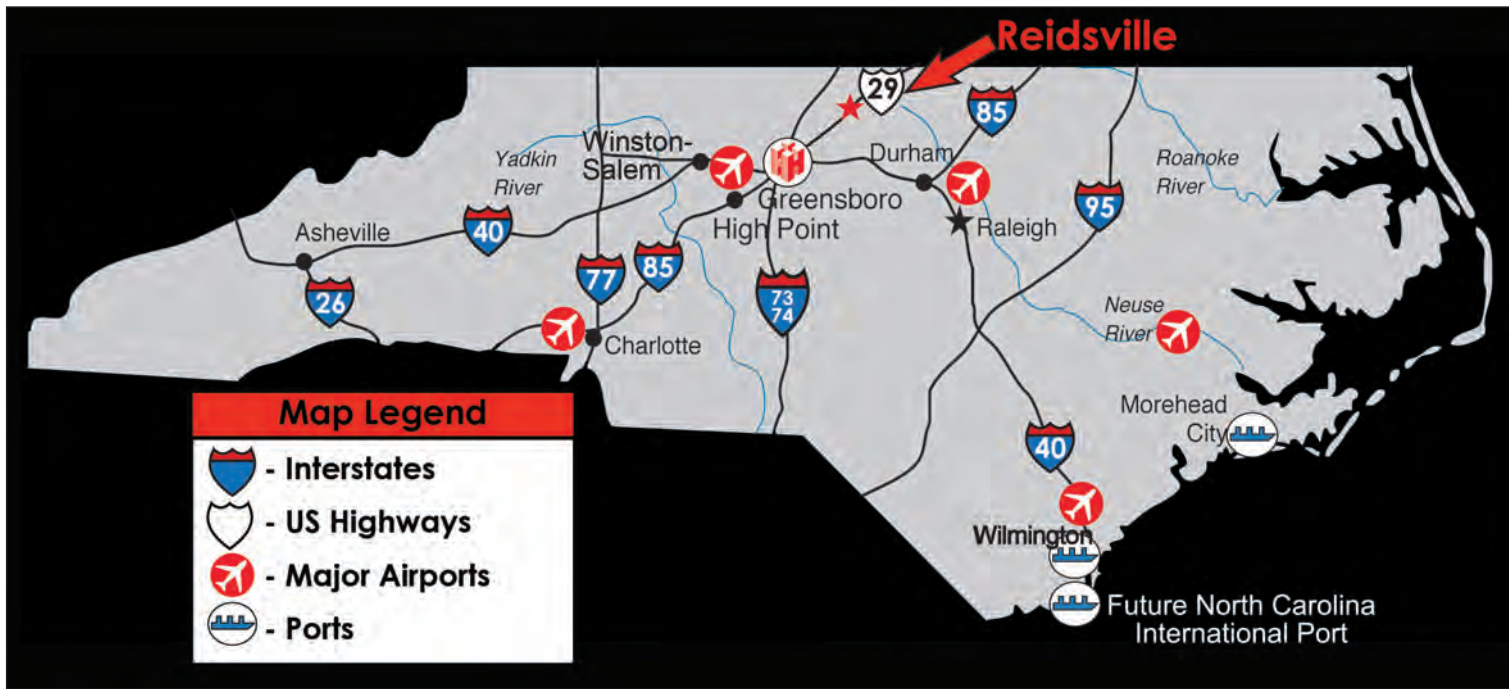 Reidsville
29
85
Winston-
Salem
Yadkin
River
Durham
Roanoke
River
Greensboro
High Point
95
Raleigh
Asheville
40
77
85
73
74
26
Neuse
River
Charlotte
Morehead
City
40
Wilmington
Future North Carolina
International Port
Map Legend
- Interstates
- US Highways
- Major Airports
- Ports